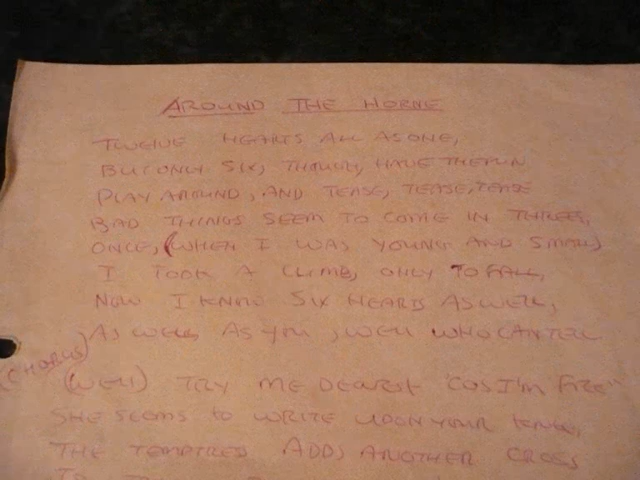 AROUND THE HORNE
TWELVE HEARTS ALL AS ONE,
BUT ONLY SIX, THOUGH, HAVE THE FUN
PLAY AROUND, AND TEASE, TEASE, TEASE
BAD THINGS SEEM TO COME IN THREES,
ONCE, (WHEN I WAS YOUNG AND SMALL)
I TOOK A CLIMB, ONLY TO FALL,
NOW I KNOW SIX HEARTS AS WELL,
AS WELL AS YOU, WELL WHO CAN TELL
(CHORUS)
(WELL) TRY ME DEAREST 'COS I'M FREE"
SHE SEEMS TO WRITE UPON YOUR KNEE,
THE TEMPTRESS ADDS ANOTHER CROSS
TO